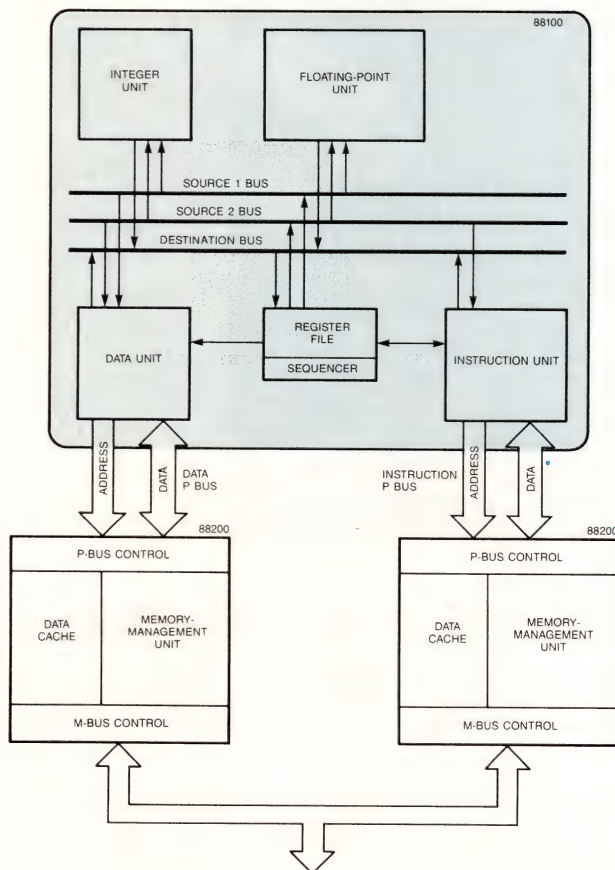 88100
INTEGER
UNIT
FLOATING-POINT
UNIT
SOURCE 1 BUS
SOURCE 2 BUS
DESTINATION BUS
DATA UNIT
REGISTER
FILE
SEQUENCER
INSTRUCTION UNIT
ADDRESS
DATA
DATA
P BUS
INSTRUCTION
P BUS
ADDRESS
DATA
88200
P-BUS CONTROL
DATA
CACHE
MEMORY-
MANAGEMENT
UNIT
M-BUS CONTROL
88200
P-BUS CONTROL
DATA
CACHE
MEMORY-
MANAGEMENT
UNIT
M-BUS CONTROL